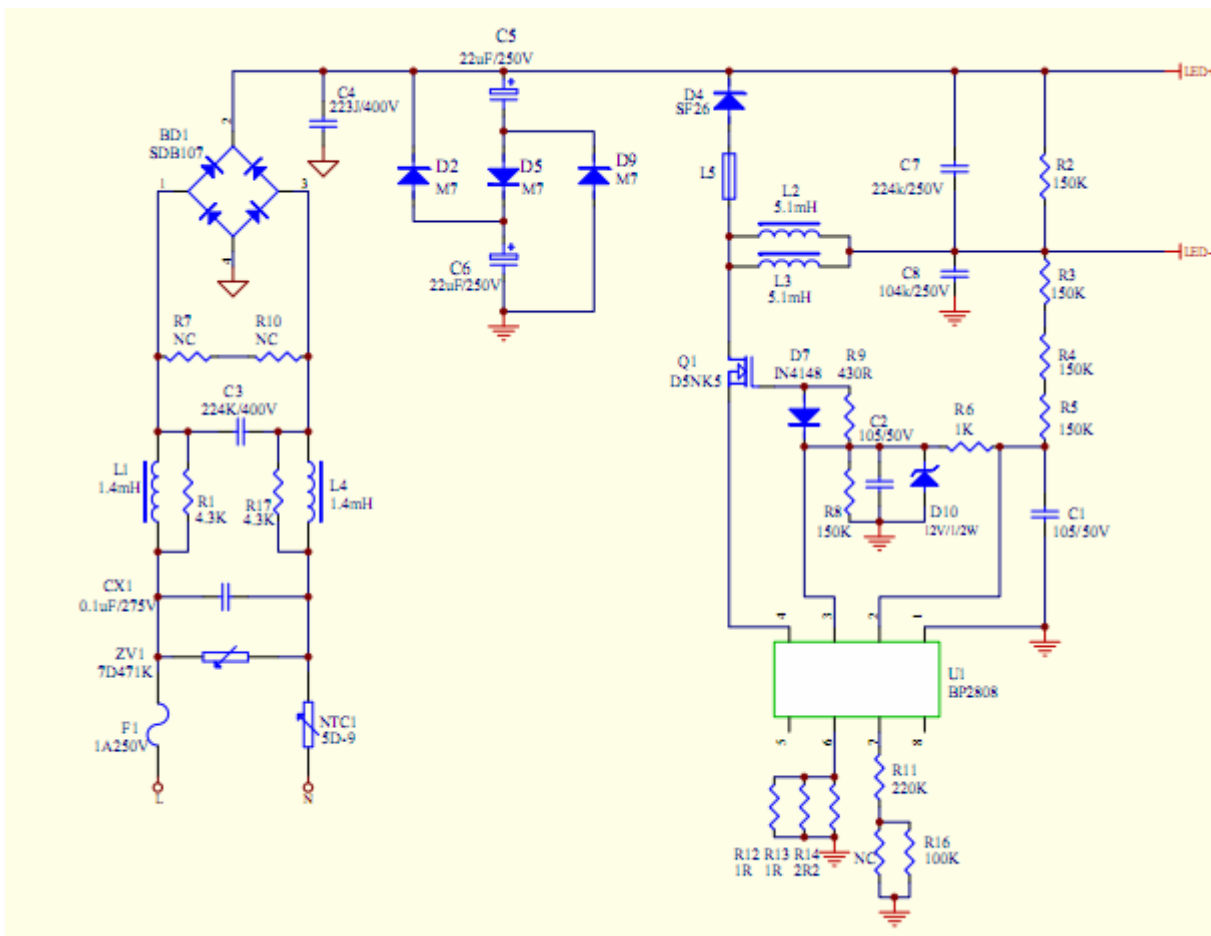 C5
22uF/250V
LED-
D4
SF26
C4
223J/400V
2
BD1
SDB107
D2
M7
D5
M7
D9
M7
L5
C7
224k/250V
R2
150K
1
3
L2
5.1mH
LED-
4
C6
22uF/250V
L3
5.1mH
C8
104k/250V
R3
150K
R7
NC
R10
NC
Q1
D5NK5
D7
IN4148
R9
430R
R4
150K
C3
224K/400V
C2
105/50V
R6
1K
R5
150K
L1
1.4mH
R1
4.3K
R17
4.3K
L4
1.4mH
R8
150K
D10
12V/1/2W
C1
105/50V
CX1
0.1uF/275V
4
3
2
1
ZV1
7D471K
U1
BP2808
F1
1A250V
NTC1
5D-9
5
6
7
8
R11
220K
L
N
R12
1R
R13
1R
R14
2R2
NC
R16
100K